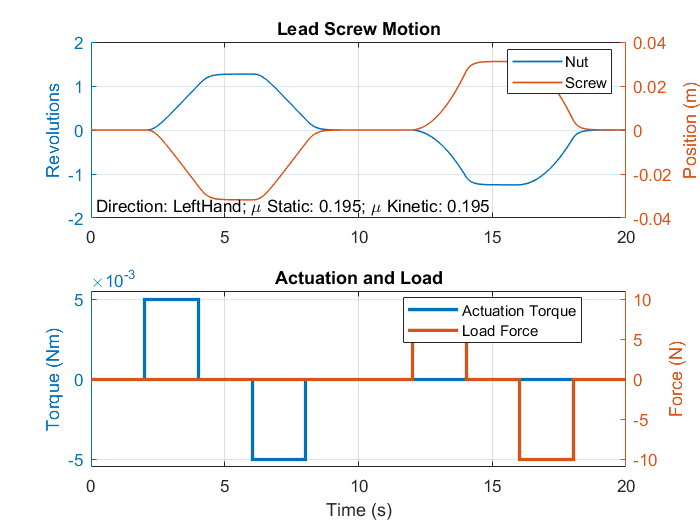 Lead Screw Motion
2
1
0
-1
-2
Revolutions
0.04
0.02
0
-0.02
-0.04
Position (m)
Nut
Screw
Direction: LeftHand; μ Static: 0.195; μ Kinetic: 0.195
0 5 10 15 20
Actuation and Load
×10⁻³
5
0
-5
Torque (Nm)
10
5
0
-5
-10
Force (N)
Actuation Torque
Load Force
0 5 10 15 20
Time (s)